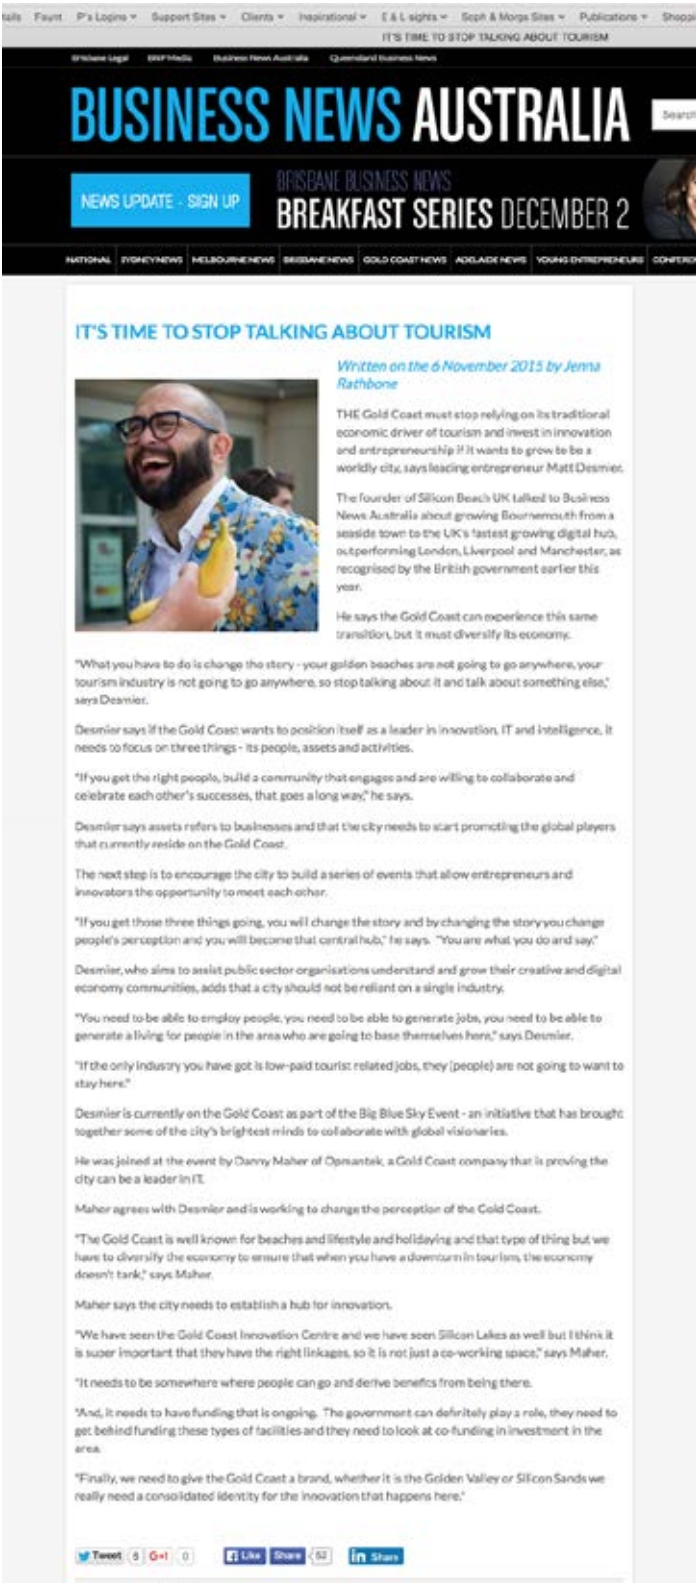 tails Faunt P's Logins Support Sites Clients Inspirational E & L sights Soph & Morgs Sites Publications Shoppi
IT'S TIME TO STOP TALKING ABOUT TOURISM
Brisbane Legal BNP Media Business News Australia Queensland Business News
BUSINESS NEWS AUSTRALIA
Search
NEWS UPDATE - SIGN UP
BRISBANE BUSINESS NEWS
BREAKFAST SERIES DECEMBER 2
NATIONAL SYDNEY NEWS MELBOURNE NEWS BRISBANE NEWS GOLD COAST NEWS ADELAIDE NEWS YOUNG ENTREPRENEURS CONFEREN
IT'S TIME TO STOP TALKING ABOUT TOURISM
Written on the 6 November 2015 by Jenna
Rathbone
THE Gold Coast must stop relying on its traditional
economic driver of tourism and invest in innovation
and entrepreneurship if it wants to grow to be a
worldly city, says leading entrepreneur Matt Desmier.
The founder of Silicon Beach UK talked to Business
News Australia about growing Bournemouth from a
seaside town to the UK's fastest growing digital hub,
outperforming London, Liverpool and Manchester, as
recognised by the British government earlier this
year.
He says the Gold Coast can experience this same
transition, but it must diversify its economy.
"What you have to do is change the story - your golden beaches are not going to go anywhere, your
tourism industry is not going to go anywhere, so stop talking about it and talk about something else,"
says Desmier.
Desmier says if the Gold Coast wants to position itself as a leader in innovation, IT and intelligence, it
needs to focus on three things - its people, assets and activities.
"If you get the right people, build a community that engages and are willing to collaborate and
celebrate each other's successes, that goes a long way," he says.
Desmier says assets refers to businesses and that the city needs to start promoting the global players
that currently reside on the Gold Coast.
The next step is to encourage the city to build a series of events that allow entrepreneurs and
innovators the opportunity to meet each other.
"If you get those three things going, you will change the story and by changing the story you change
people's perception and you will become that central hub," he says. "You are what you do and say."
Desmier, who aims to assist public sector organisations understand and grow their creative and digital
economy communities, adds that a city should not be reliant on a single industry.
"You need to be able to employ people, you need to be able to generate jobs, you need to be able to
generate a living for people in the area who are going to base themselves here," says Desmier.
"If the only industry you have got is low-paid tourist related jobs, they (people) are not going to want to
stay here."
Desmier is currently on the Gold Coast as part of the Big Blue Sky Event - an initiative that has brought
together some of the city's brightest minds to collaborate with global visionaries.
He was joined at the event by Danny Maher of Opmantek, a Gold Coast company that is proving the
city can be a leader in IT.
Maher agrees with Desmier and is working to change the perception of the Gold Coast.
"The Gold Coast is well known for beaches and lifestyle and holidaying and that type of thing but we
have to diversify the economy to ensure that when you have a downturn in tourism, the economy
doesn't tank," says Maher.
Maher says the city needs to establish a hub for innovation.
"We have seen the Gold Coast Innovation Centre and we have seen Silicon Lakes as well but I think it
is super important that they have the right linkages, so it is not just a co-working space," says Maher.
"It needs to be somewhere where people can go and derive benefits from being there.
"And, it needs to have funding that is ongoing. The government can definitely play a role, they need to
get behind funding these types of facilities and they need to look at co-funding in investment in the
area.
"Finally, we need to give the Gold Coast a brand, whether it is the Golden Valley or Silicon Sands we
really need a consolidated identity for the innovation that happens here."
Tweet G+1 0 Like Share 52 in Share